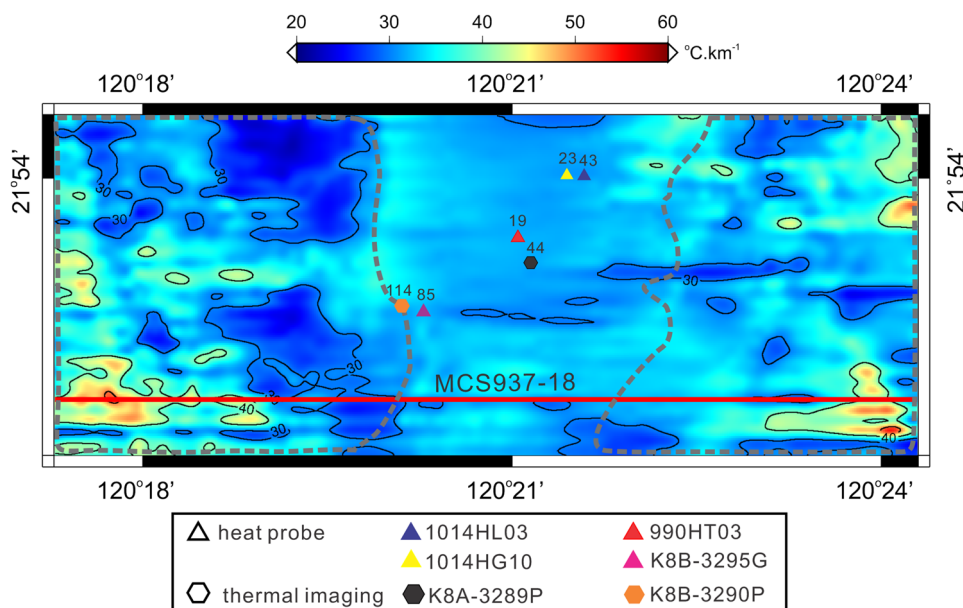 20 30 40 50 60
°C.km⁻¹
120°18' 120°21' 120°24'
21°54' 21°54'
23 43
30
30
30
19
44
114 85
30
30
MCS937-18
30
40
30
40
120°18' 120°21' 120°24'
heat probe 1014HL03 990HT03
1014HG10 K8B-3295G
thermal imaging K8A-3289P K8B-3290P